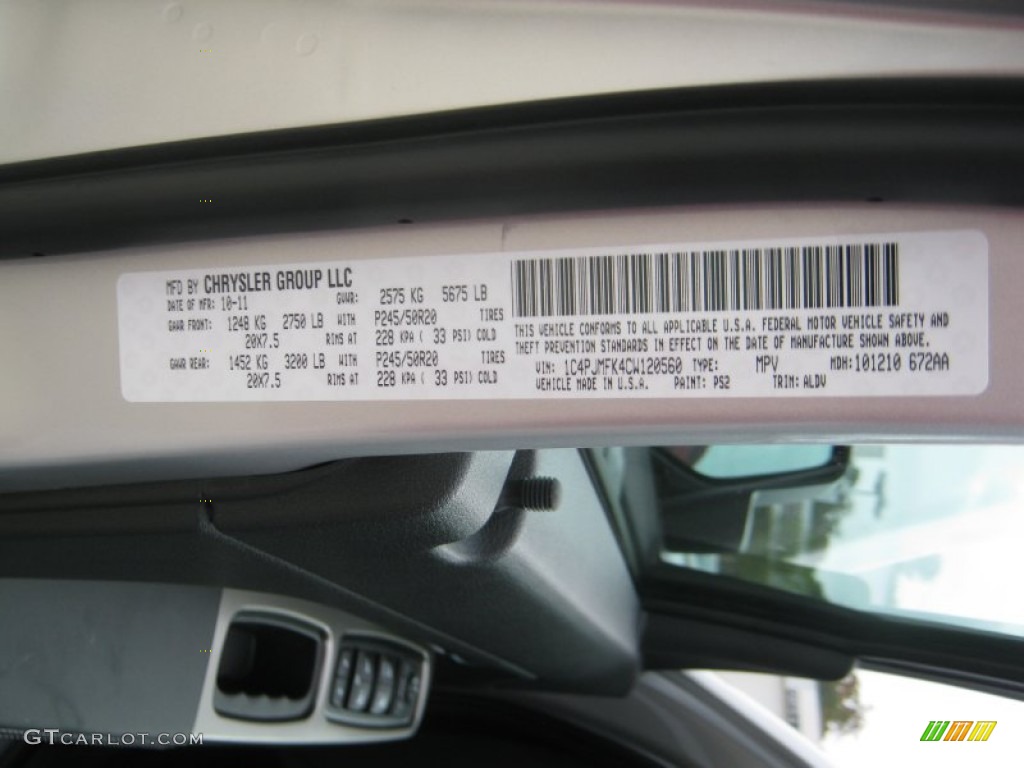 MFD BY CHRYSLER GROUP LLC
DATE OF MFR: 10-11 GVWR: 2575 KG 5675 LB
GAWR FRONT: 1248 KG 2750 LB WITH P245/50R20 TIRES
20X7.5 RIMS AT 228 KPA ( 33 PSI) COLD
GAWR REAR: 1452 KG 3200 LB WITH P245/50R20 TIRES
20X7.5 RIMS AT 228 KPA ( 33 PSI) COLD
THIS VEHICLE CONFORMS TO ALL APPLICABLE U.S.A. FEDERAL MOTOR VEHICLE SAFETY AND
THEFT PREVENTION STANDARDS IN EFFECT ON THE DATE OF MANUFACTURE SHOWN ABOVE.
VIN: 1C4PJMFK4CW120560 TYPE: MPV MDH: 101210 672AA
VEHICLE MADE IN U.S.A. PAINT: PS2 TRIM: ALDV
GTCARLOT.COM